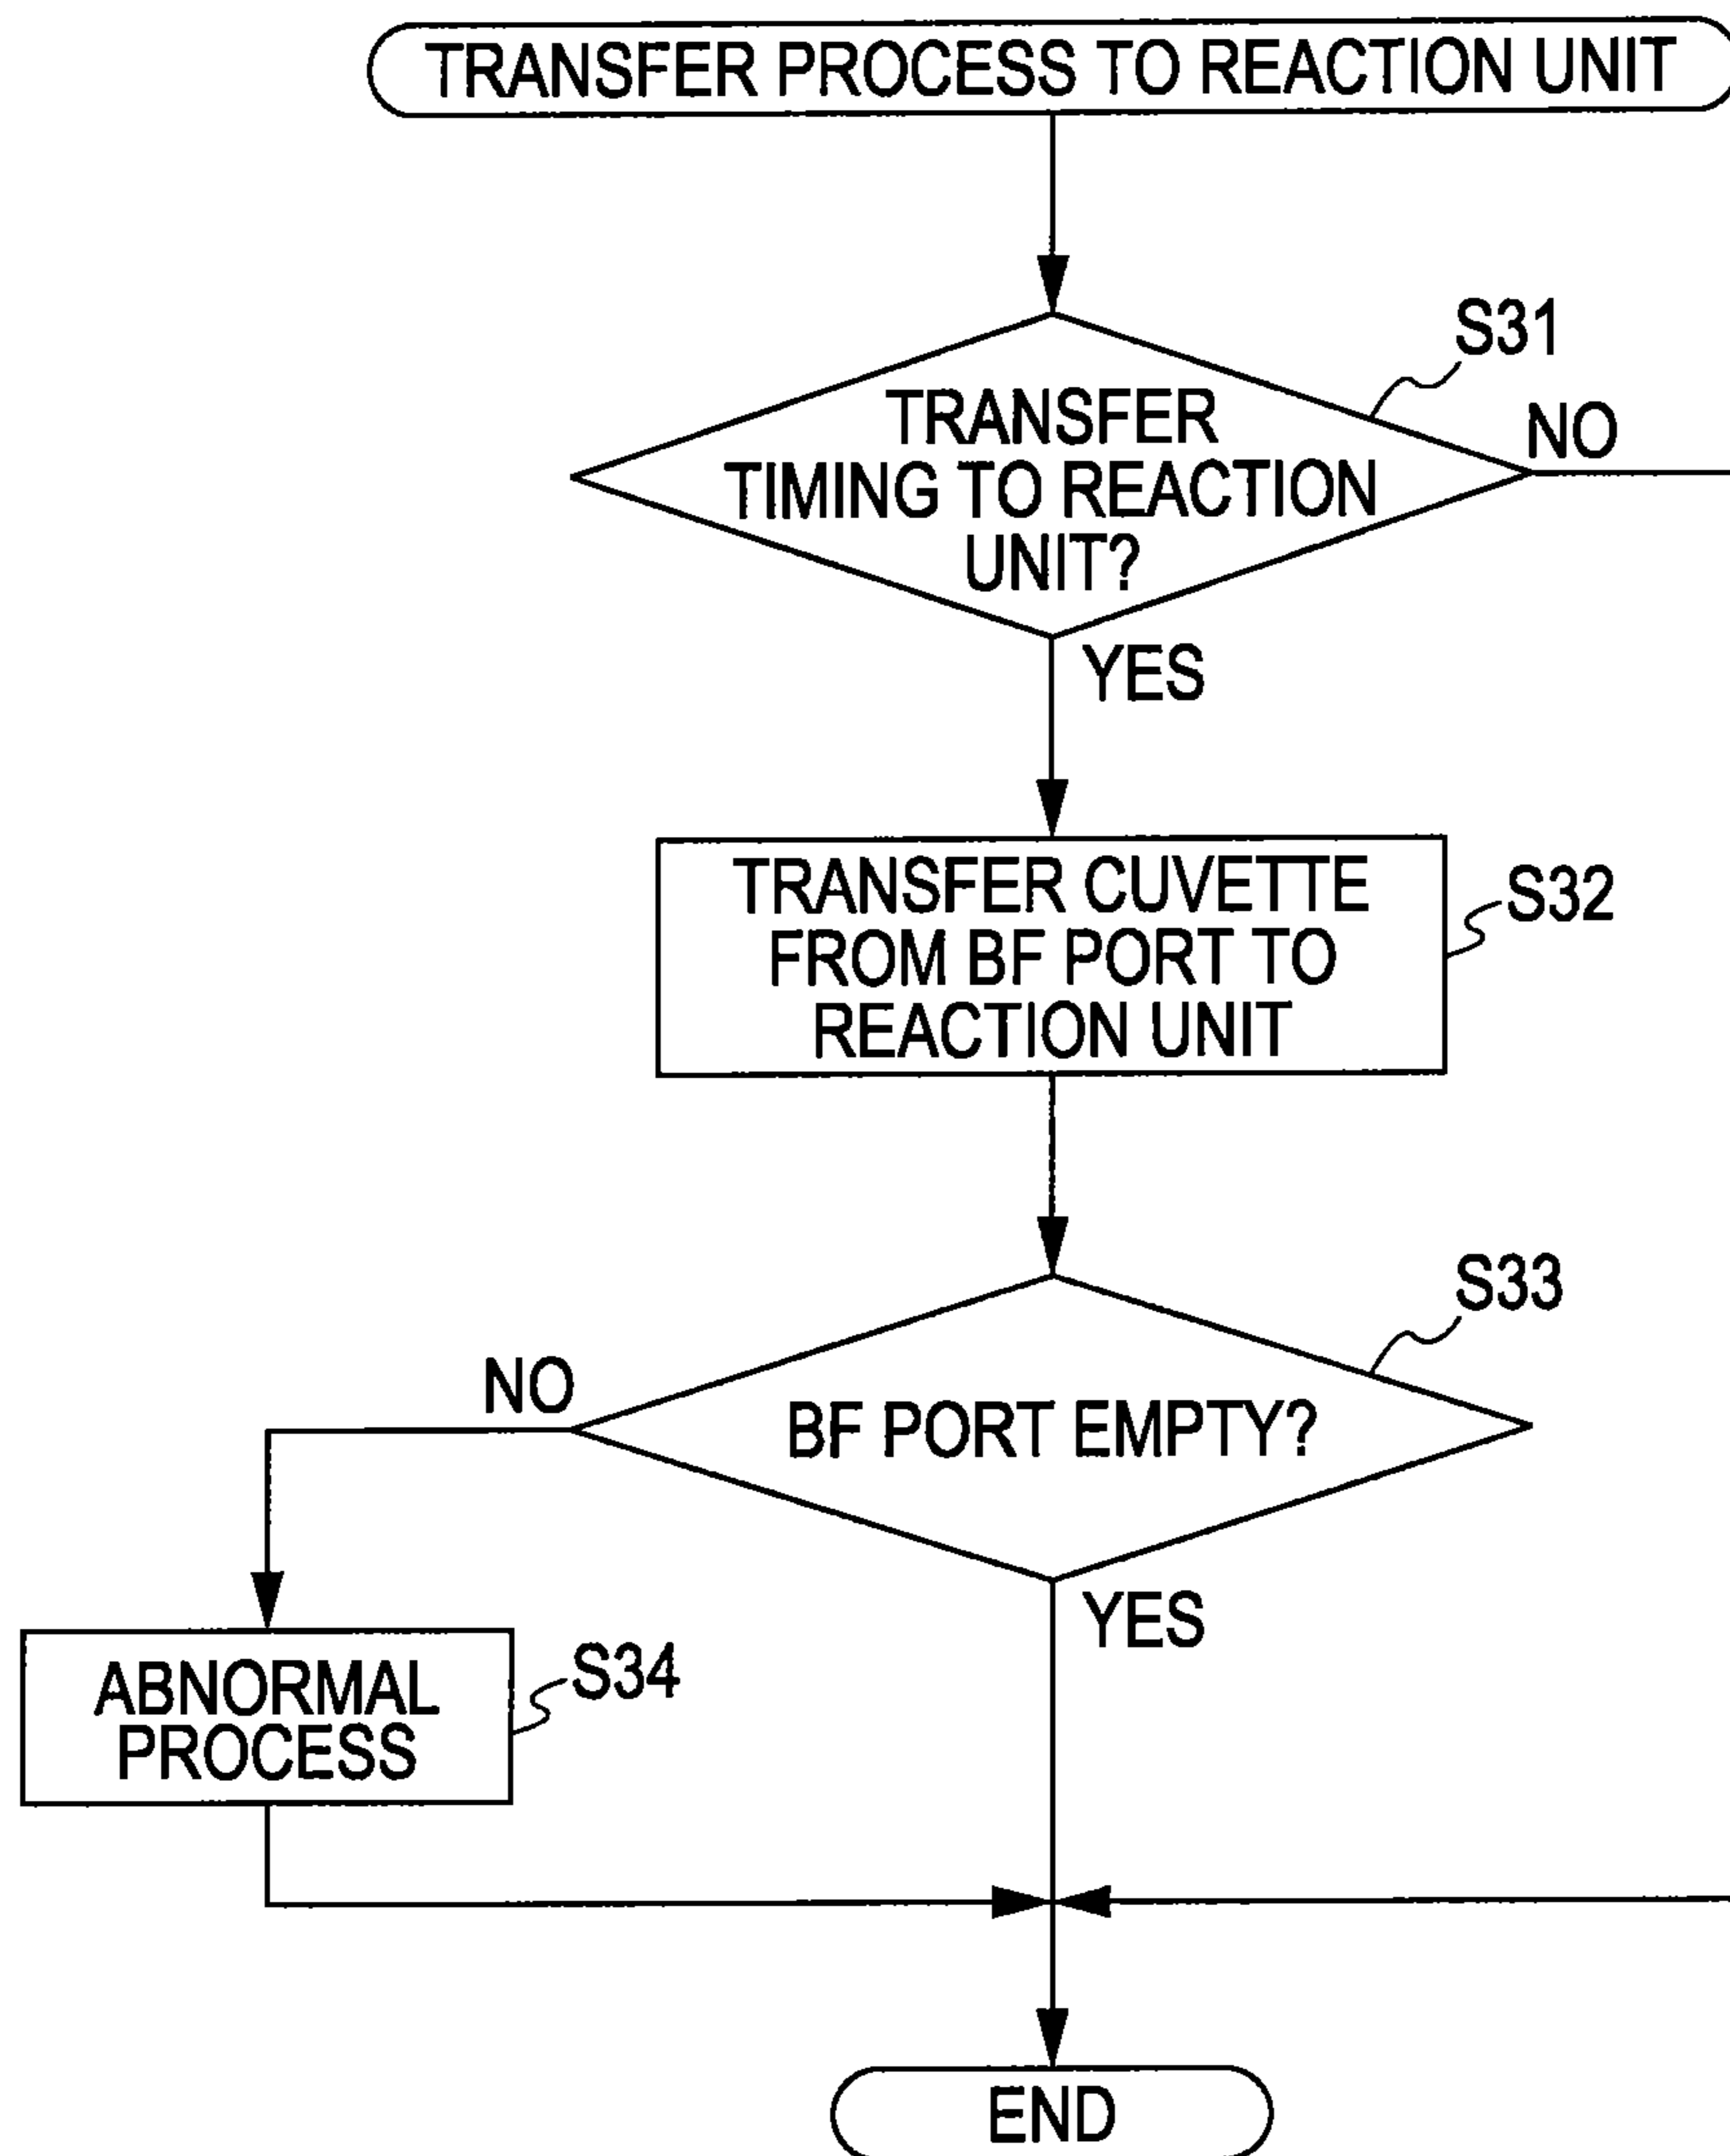 TRANSFER PROCESS TO REACTION UNIT
S31
TRANSFER
TIMING TO REACTION
UNIT?
NO
YES
TRANSFER CUVETTE
FROM BF PORT TO
REACTION UNIT
S32
S33
NO
BF PORT EMPTY?
YES
ABNORMAL
PROCESS
S34
END